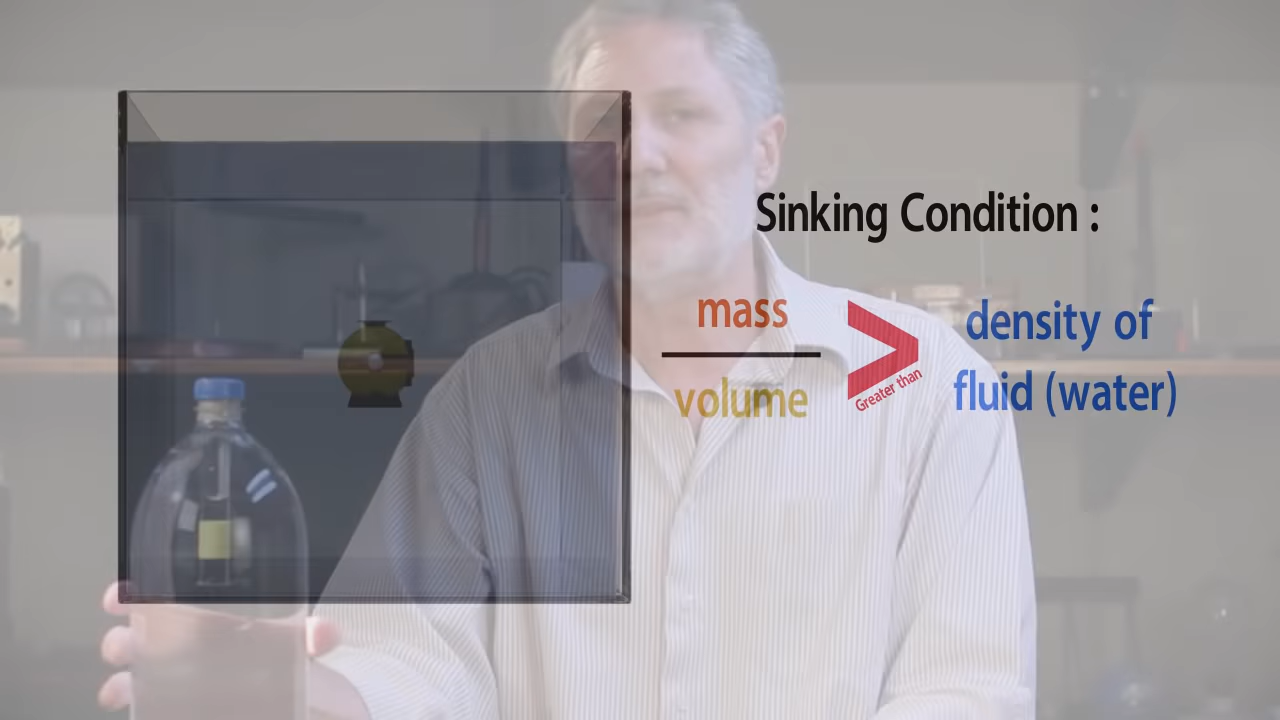 Sinking Condition :
mass
volume
>
Greater than
density of
fluid (water)